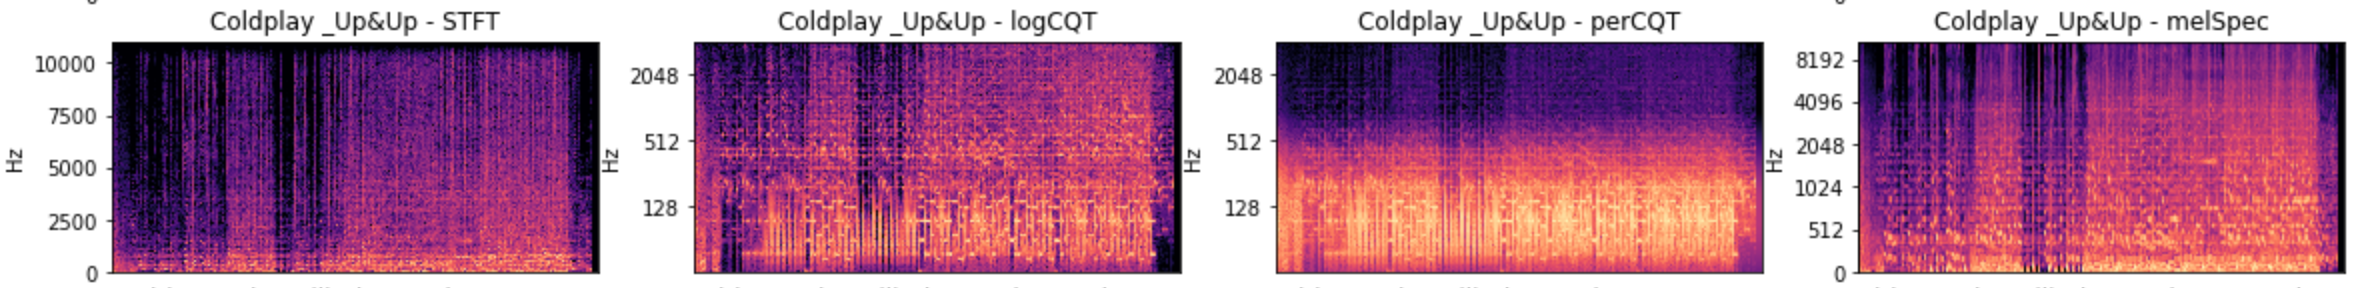 Coldplay _Up&Up - STFT
Hz
10000
7500
5000
2500
0
Coldplay _Up&Up - logCQT
Hz
2048
512
128
Coldplay _Up&Up - perCQT
Hz
2048
512
128
Coldplay _Up&Up - melSpec
Hz
8192
4096
2048
1024
512
0